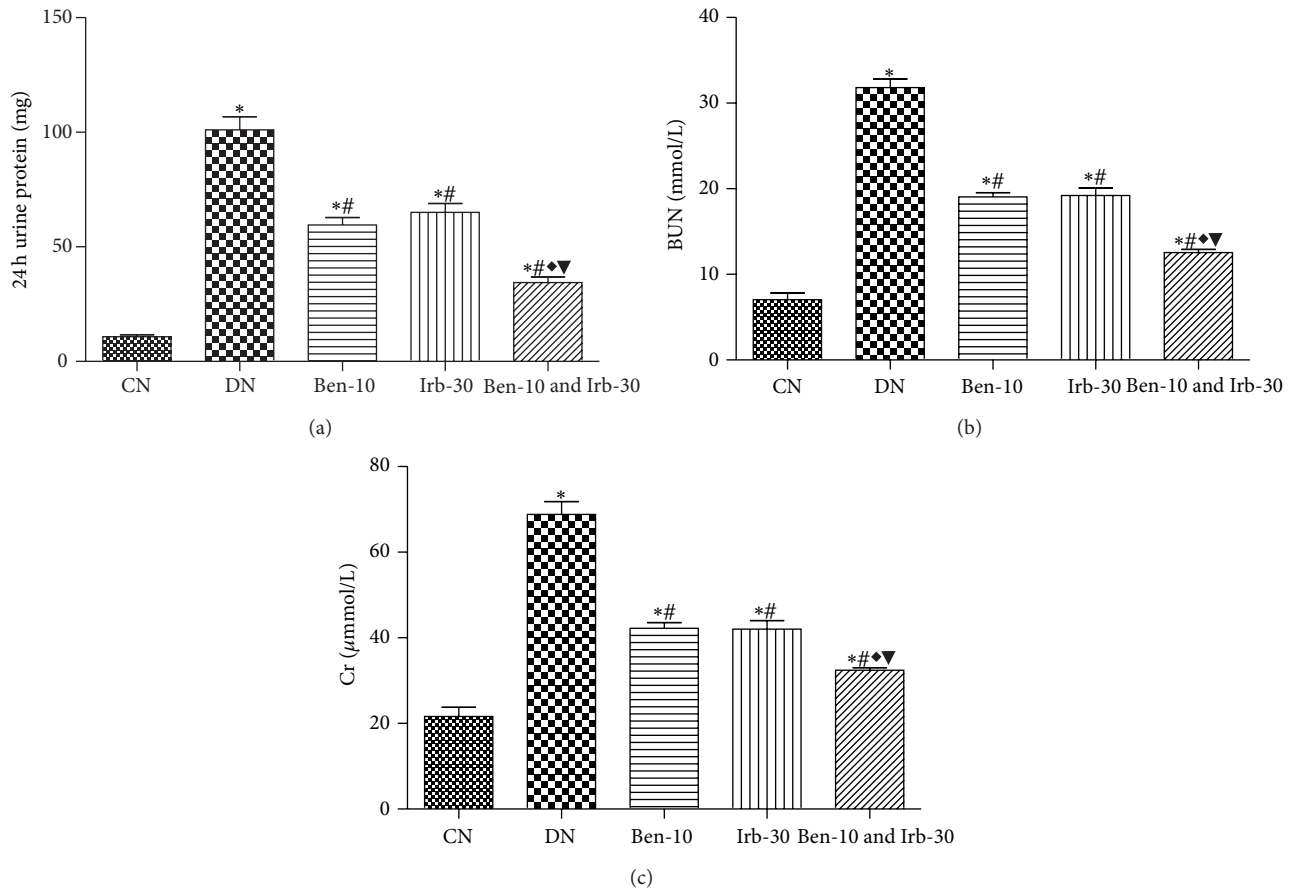 150
100
50
0
24 h urine protein (mg)
*
*#
*#
*#◆▼
CN DN Ben-10 Irb-30 Ben-10 and Irb-30
(a)
40
30
20
10
0
BUN (mmol/L)
*
*#
*#
*#◆▼
CN DN Ben-10 Irb-30 Ben-10 and Irb-30
(b)
80
60
40
20
0
Cr (μmmol/L)
*
*#
*#
*#◆▼
CN DN Ben-10 Irb-30 Ben-10 and Irb-30
(c)